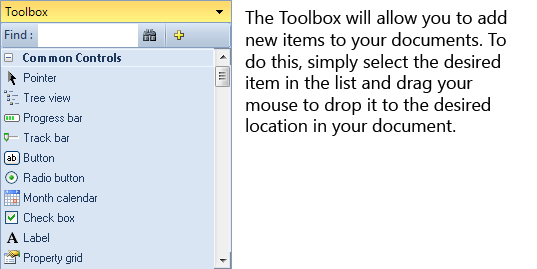 Toolbox
Find :
Common Controls
Pointer
Tree view
Progress bar
Track bar
ab Button
Radio button
Month calendar
Check box
A Label
Property grid
The Toolbox will allow you to add
new items to your documents. To
do this, simply select the desired
item in the list and drag your
mouse to drop it to the desired
location in your document.